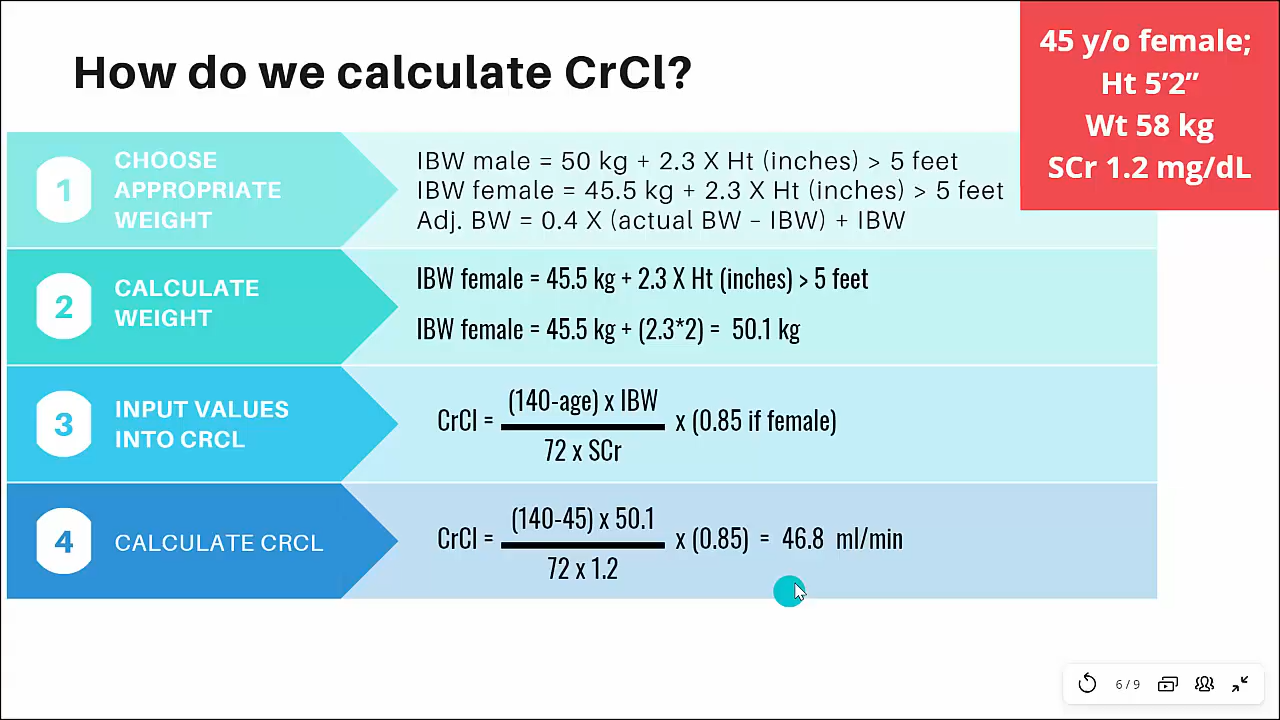 How do we calculate CrCl?
45 y/o female;
Ht 5’2”
Wt 58 kg
SCr 1.2 mg/dL
1
CHOOSE
APPROPRIATE
WEIGHT
IBW male = 50 kg + 2.3 X Ht (inches) > 5 feet
IBW female = 45.5 kg + 2.3 X Ht (inches) > 5 feet
Adj. BW = 0.4 X (actual BW – IBW) + IBW
2
CALCULATE
WEIGHT
IBW female = 45.5 kg + 2.3 X Ht (inches) > 5 feet
IBW female = 45.5 kg + (2.3*2) = 50.1 kg
3
INPUT VALUES
INTO CRCL
(140-age) x IBW
CrCl = x (0.85 if female)
72 x SCr
4
CALCULATE CRCL
(140-45) x 50.1
CrCl = x (0.85) = 46.8 ml/min
72 x 1.2
6/9